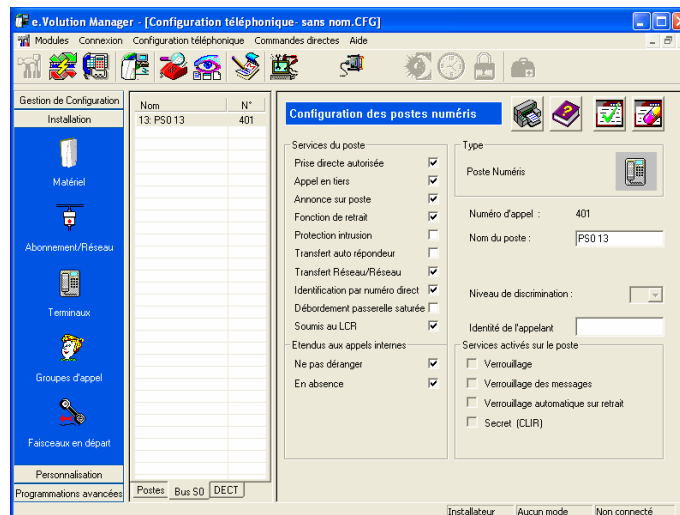 e.Volution Manager - [Configuration téléphonique- sans nom.CFG]
Modules Connexion Configuration téléphonique Commandes directes Aide
Gestion de Configuration
Installation
Matériel
Abonnement/Réseau
Terminaux
Groupes d'appel
Faisceaux en départ
Personnalisation
Programmations avancées
Nom N°
13: PS0 13 401
Postes Bus S0 DECT
Configuration des postes numéris
Services du poste
Prise directe autorisée
Appel en tiers
Annonce sur poste
Fonction de retrait
Protection intrusion
Transfert auto répondeur
Transfert Réseau/Réseau
Identification par numéro direct
Débordement passerelle saturée
Soumis au LCR
Etendus aux appels internes
Ne pas déranger
En absence
Type
Poste Numéris
Numéro d'appel : 401
Nom du poste : PS0 13
Niveau de discrimination :
Identité de l'appelant
Services activés sur le poste
Verrouillage
Verrouillage des messages
Verrouillage automatique sur retrait
Secret (CLIR)
Installateur Aucun mode Non connecté